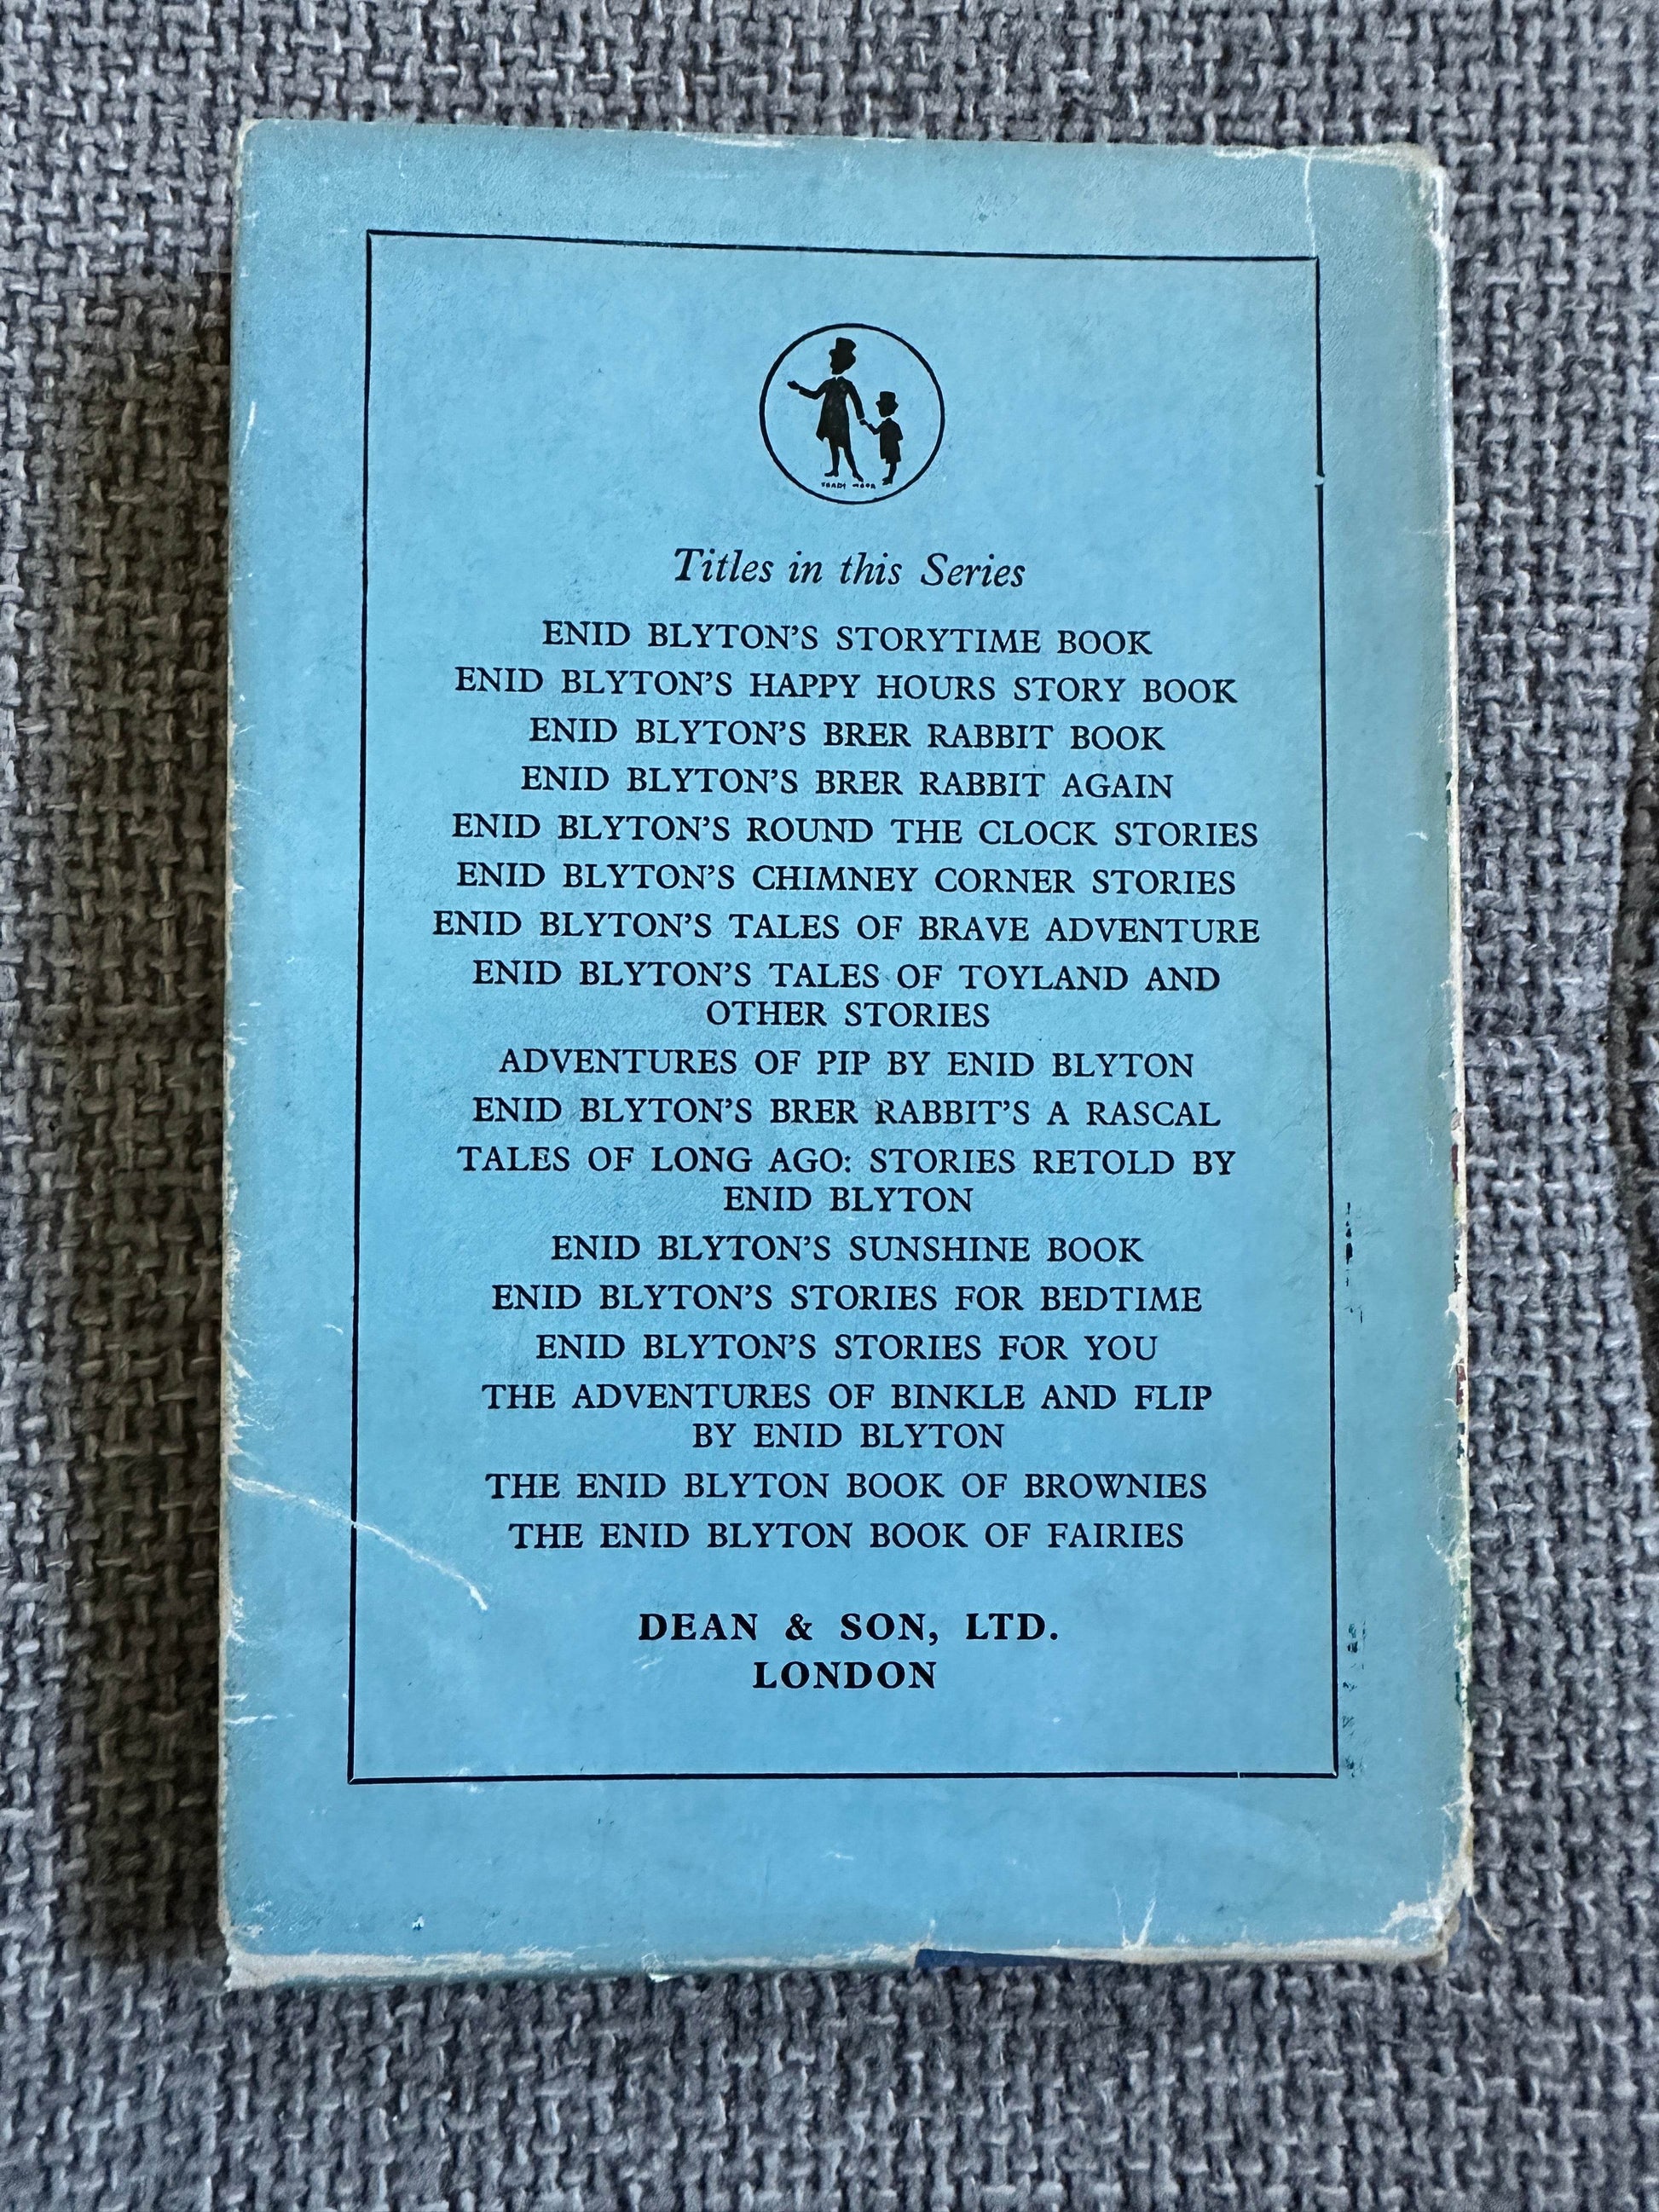 Titles in this Series
ENID BLYTON'S STORYTIME BOOK
ENID BLYTON'S HAPPY HOURS STORY BOOK
ENID BLYTON'S BRER RABBIT BOOK
ENID BLYTON'S BRER RABBIT AGAIN
ENID BLYTON'S ROUND THE CLOCK STORIES
ENID BLYTON'S CHIMNEY CORNER STORIES
ENID BLYTON'S TALES OF BRAVE ADVENTURE
ENID BLYTON'S TALES OF TOYLAND AND
OTHER STORIES
ADVENTURES OF PIP BY ENID BLYTON
ENID BLYTON'S BRER RABBIT'S A RASCAL
TALES OF LONG AGO: STORIES RETOLD BY
ENID BLYTON
ENID BLYTON'S SUNSHINE BOOK
ENID BLYTON'S STORIES FOR BEDTIME
ENID BLYTON'S STORIES FOR YOU
THE ADVENTURES OF BINKLE AND FLIP
BY ENID BLYTON
THE ENID BLYTON BOOK OF BROWNIES
THE ENID BLYTON BOOK OF FAIRIES
DEAN & SON, LTD.
LONDON